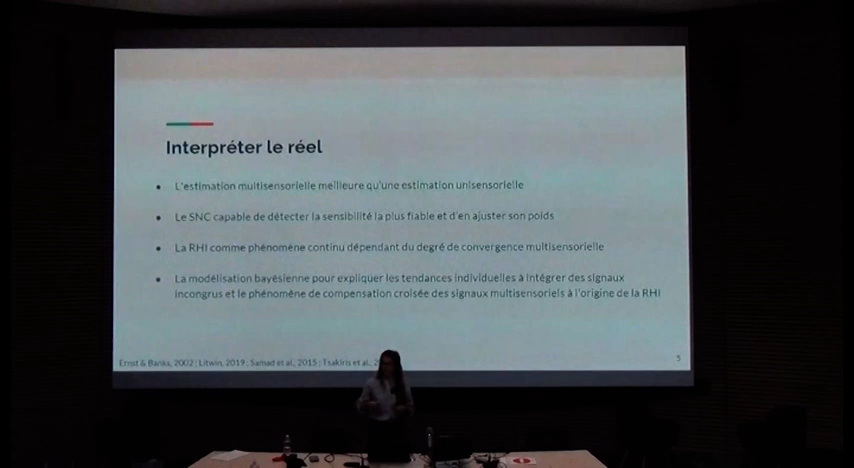 Interpréter le réel
• L'estimation multisensorielle meilleure qu'une estimation unisensorielle
• Le SNC capable de détecter la sensibilité la plus fiable et d'en ajuster son poids
• La RHI comme phénomène continu dépendant du degré de convergence multisensorielle
• La modélisation bayésienne pour expliquer les tendances individuelles à intégrer des signaux
incongrus et le phénomène de compensation croisée des signaux multisensoriels à l'origine de la RHI
Ernst & Banks, 2002 ; Litwin, 2019 ; Samad et al., 2015 ; Tsakiris et al.,
5